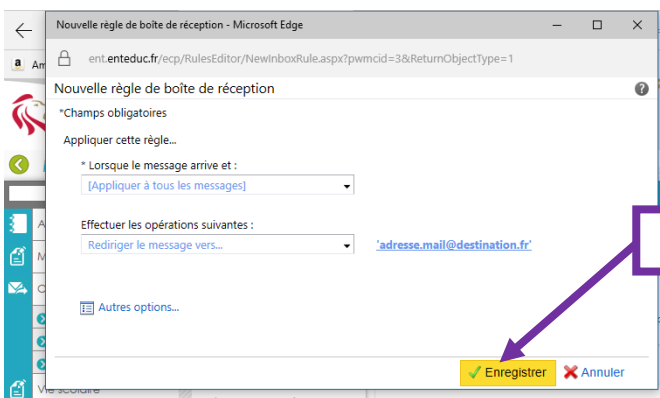 Nouvelle règle de boîte de réception - Microsoft Edge
ent.enteduc.fr/ecp/RulesEditor/NewInboxRule.aspx?pwmcid=3&ReturnObjectType=1
a Am
Nouvelle règle de boîte de réception
*Champs obligatoires
Appliquer cette règle...
* Lorsque le message arrive et :
[Appliquer à tous les messages]
A
Effectuer les opérations suivantes :
M
Rediriger le message vers... 'adresse.mail@destination.fr'
Autres options...
Enregistrer Annuler
Vie scolaire